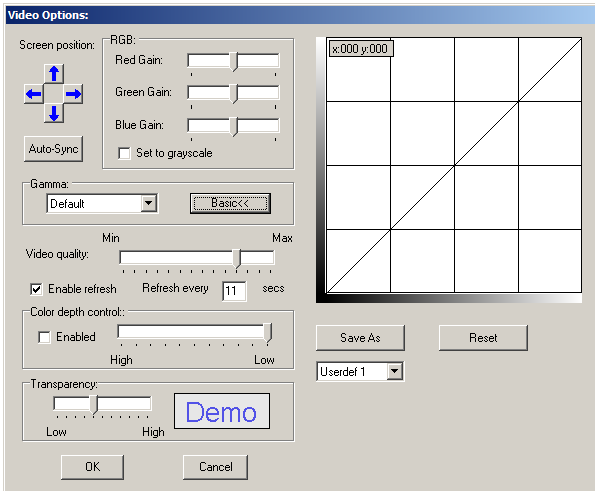 Video Options:
Screen position:
Auto-Sync
RGB:
Red Gain:
Green Gain:
Blue Gain:
Set to grayscale
Gamma:
Default
Basic<<
Min Max
Video quality:
Enable refresh Refresh every 11 secs
Color depth control::
Enabled
High Low
Transparency:
Low High
Demo
OK Cancel
x:000 y:000
Save As Reset
Userdef 1